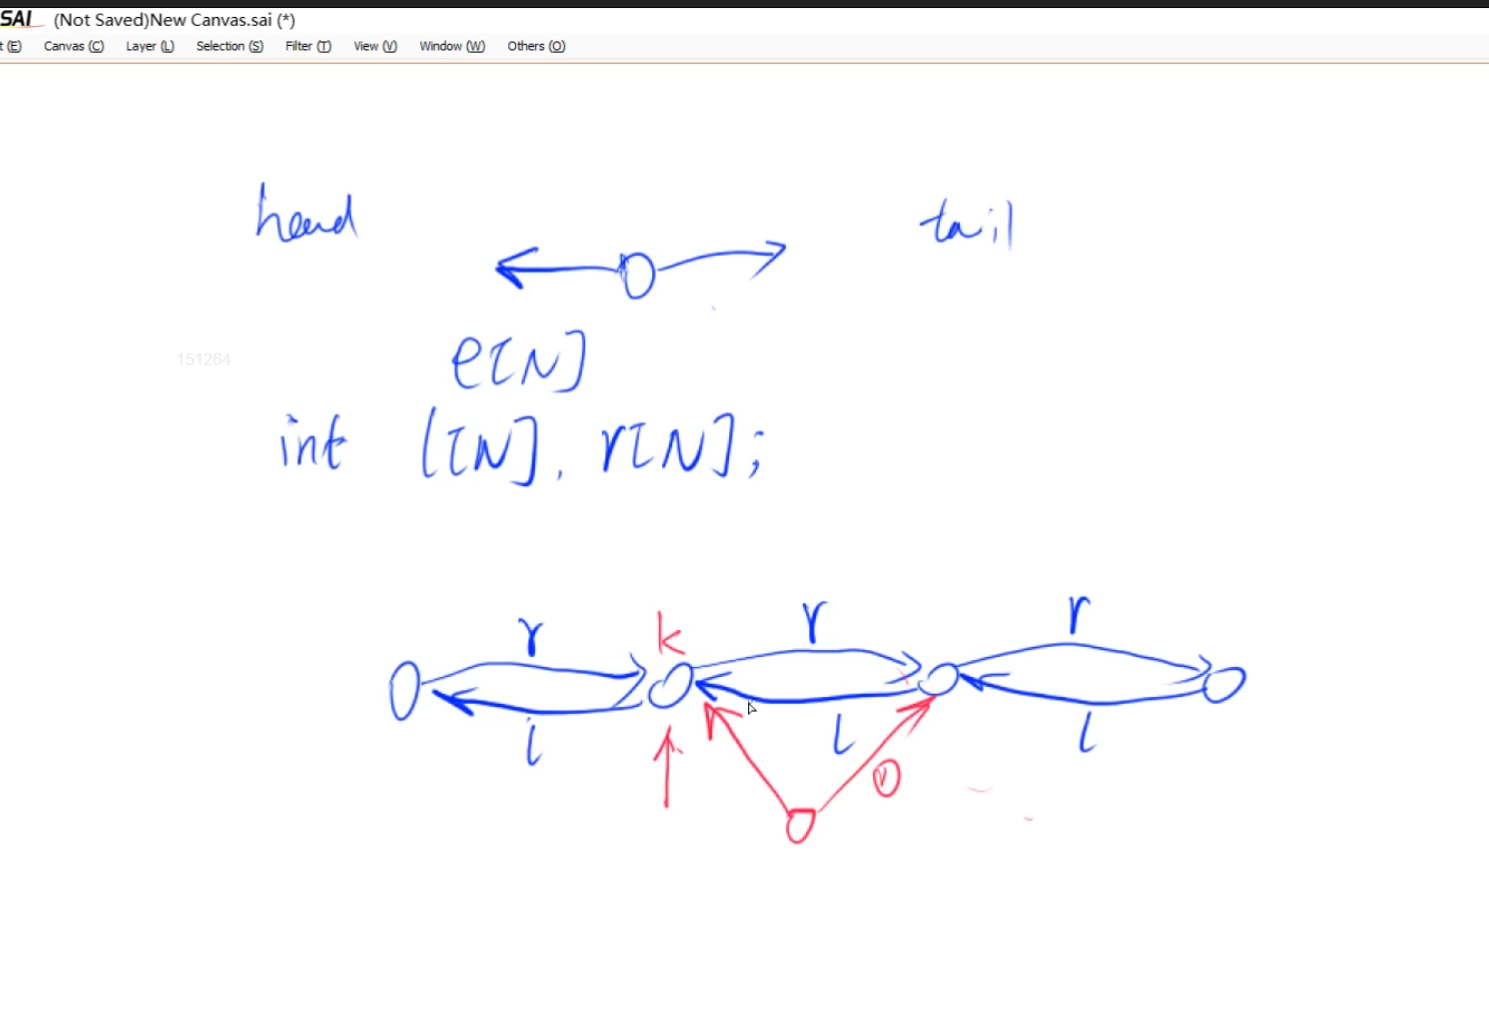 SAI (Not Saved)New Canvas.sai (*)
t (E) Canvas (C) Layer (L) Selection (S) Filter (T) View (V) Window (W) Others (O)
head tail
151264
e[N]
int l[N], r[N];
r k r r
l l l
①